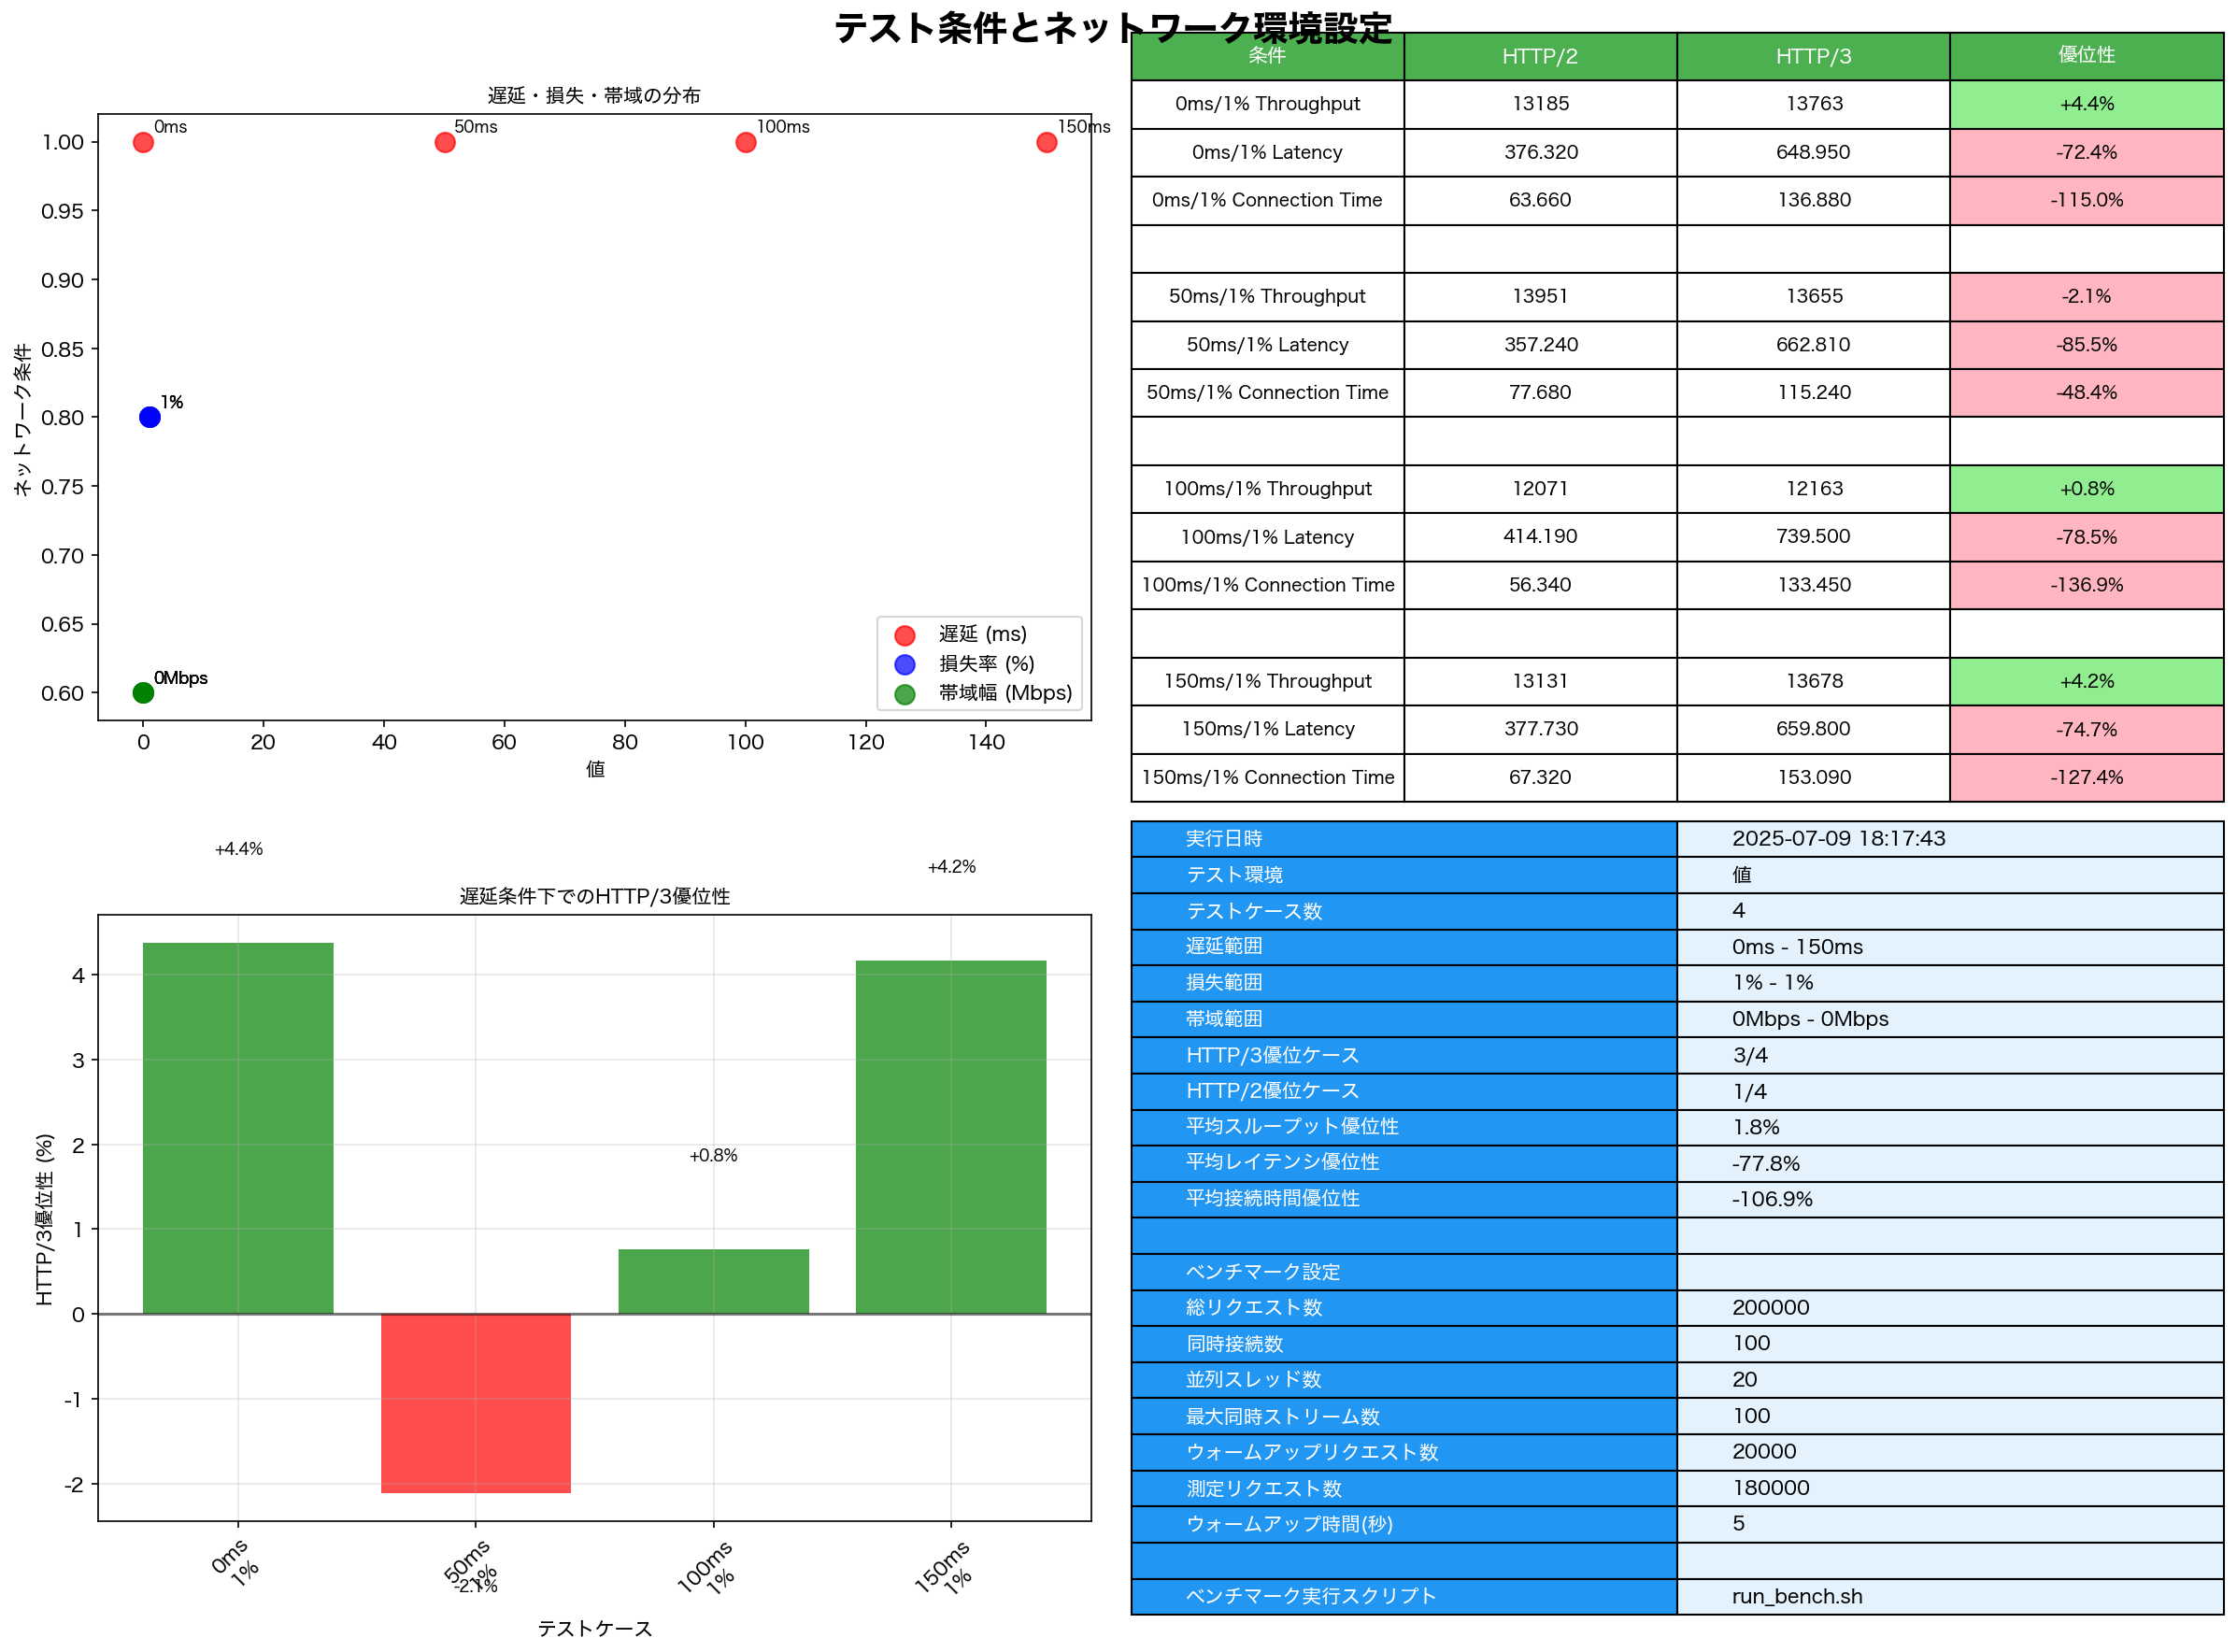 テスト条件とネットワーク環境設定
遅延・損失・帯域の分布
1.00
0.95
0.90
0.85
0.80
0.75
0.70
0.65
0.60
ネットワーク条件
0ms
50ms
100ms
150ms
1%
0Mbps
遅延 (ms)
損失率 (%)
帯域幅 (Mbps)
0 20 40 60 80 100 120 140
値
条件 HTTP/2 HTTP/3 優位性
0ms/1% Throughput 13185 13763 +4.4%
0ms/1% Latency 376.320 648.950 -72.4%
0ms/1% Connection Time 63.660 136.880 -115.0%
50ms/1% Throughput 13951 13655 -2.1%
50ms/1% Latency 357.240 662.810 -85.5%
50ms/1% Connection Time 77.680 115.240 -48.4%
100ms/1% Throughput 12071 12163 +0.8%
100ms/1% Latency 414.190 739.500 -78.5%
100ms/1% Connection Time 56.340 133.450 -136.9%
150ms/1% Throughput 13131 13678 +4.2%
150ms/1% Latency 377.730 659.800 -74.7%
150ms/1% Connection Time 67.320 153.090 -127.4%
+4.4%
+4.2%
遅延条件下でのHTTP/3優位性
4
3
2
1
0
-1
-2
HTTP/3優位性 (%)
+0.8%
-2.1%
0ms
1%
50ms
1%
100ms
1%
150ms
1%
テストケース
実行日時 2025-07-09 18:17:43
テスト環境 値
テストケース数 4
遅延範囲 0ms - 150ms
損失範囲 1% - 1%
帯域範囲 0Mbps - 0Mbps
HTTP/3優位ケース 3/4
HTTP/2優位ケース 1/4
平均スループット優位性 1.8%
平均レイテンシ優位性 -77.8%
平均接続時間優位性 -106.9%
ベンチマーク設定
総リクエスト数 200000
同時接続数 100
並列スレッド数 20
最大同時ストリーム数 100
ウォームアップリクエスト数 20000
測定リクエスト数 180000
ウォームアップ時間(秒) 5
ベンチマーク実行スクリプト run_bench.sh